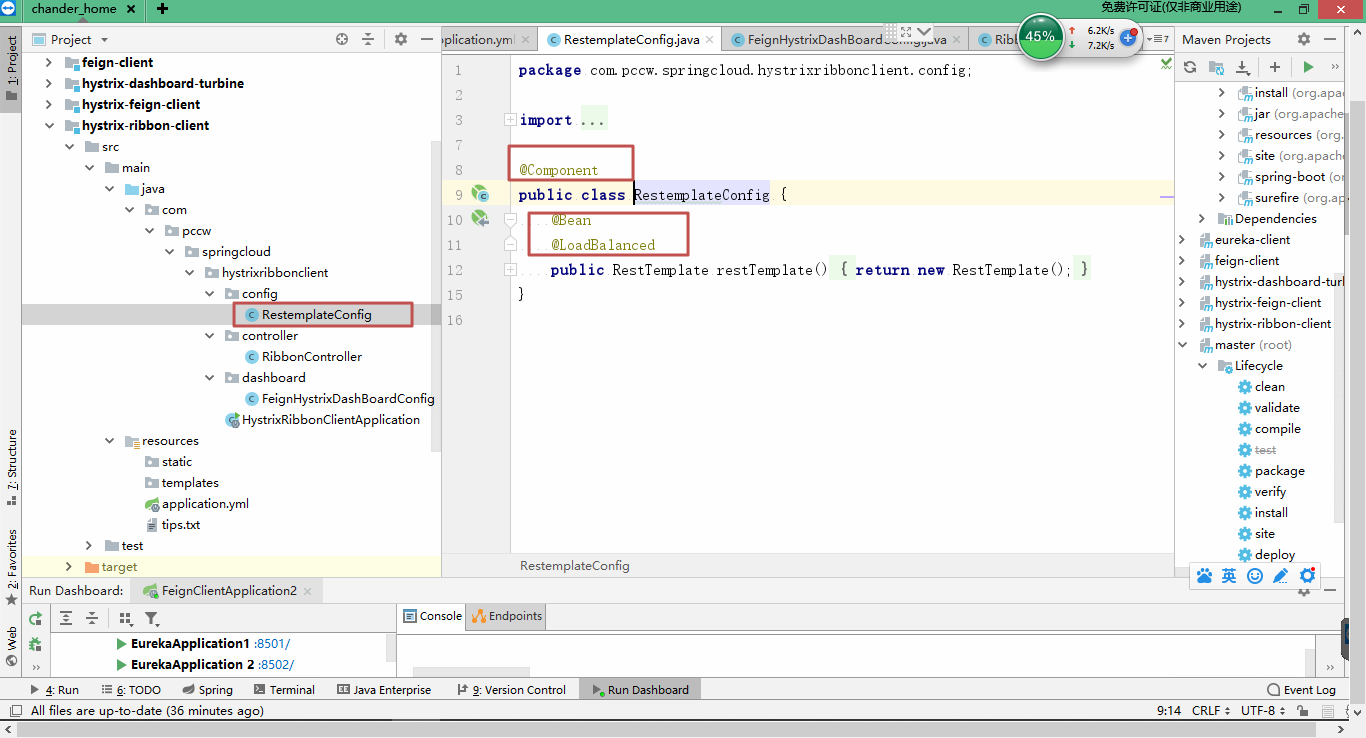 chander_home
免费许可证(仅非商业用途)
Project
RestemplateConfig.java
45%
6.2K/s
7.2K/s
7
Maven Projects
feign-client
hystrix-dashboard-turbine
hystrix-feign-client
hystrix-ribbon-client
src
main
java
com
pccw
springcloud
hystrixribbonclient
config
RestemplateConfig
controller
RibbonController
dashboard
FeignHystrixDashBoardConfig
HystrixRibbonClientApplication
resources
static
templates
application.yml
tips.txt
test
target
1: Project
7: Structure
2: Favorites
Web
1 package com.pccw.springcloud.hystrixribbonclient.config;
2
3 import ...
7
8 @Component
9 public class RestemplateConfig {
10 @Bean
11 @LoadBalanced
12 public RestTemplate restTemplate() { return new RestTemplate(); }
15 }
16
RestemplateConfig
install (org.apac
jar (org.apache
resources (org.
site (org.apac
spring-boot (
surefire (org.ap
Dependencies
eureka-client
feign-client
hystrix-dashboard-tur
hystrix-feign-client
hystrix-ribbon-client
master (root)
Lifecycle
clean
validate
compile
test
package
verify
install
site
deploy
英
Run Dashboard:
FeignClientApplication2
EurekaApplication1 :8501/
EurekaApplication 2 :8502/
Console
Endpoints
4: Run
6: TODO
Spring
Terminal
Java Enterprise
9: Version Control
Run Dashboard
Event Log
All files are up-to-date (36 minutes ago)
9:14
CRLF
UTF-8